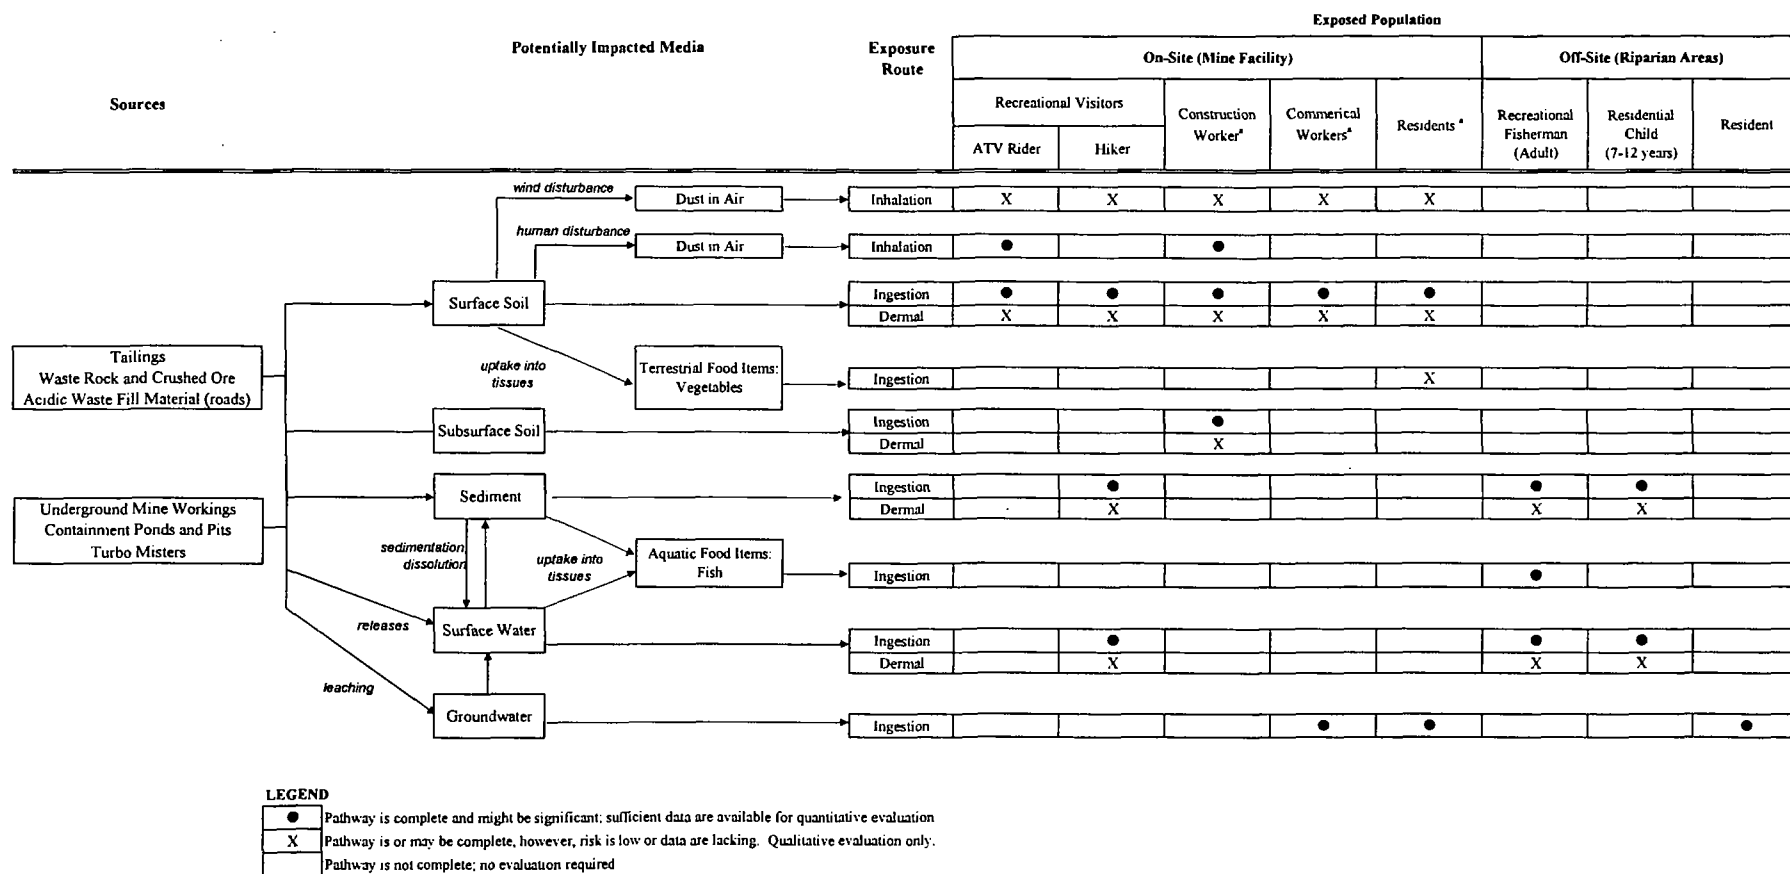 Exposed Population
Potentially Impacted Media
Exposure
Route
On-Site (Mine Facility)
Off-Site (Riparian Areas)
Sources
Recreational Visitors
ATV Rider
Hiker
Construction
Workerª
Commerical
Workersª
Residents ª
Recreational
Fisherman
(Adult)
Residential
Child
(7-12 years)
Resident
wind disturbance
Dust in Air
Inhalation X X X X X
human disturbance
Dust in Air
Inhalation ● ●
Surface Soil
Ingestion ● ● ● ● ●
Dermal X X X X X
Tailings
Waste Rock and Crushed Ore
Acidic Waste Fill Material (roads)
uptake into
tissues
Terrestrial Food Items:
Vegetables
Ingestion X
Subsurface Soil
Ingestion ●
Dermal X
Sediment
Ingestion ● ● ●
Dermal X X X
Underground Mine Workings
Containment Ponds and Pits
Turbo Misters
sedimentation,
dissolution
uptake into
tissues
Aquatic Food Items:
Fish
Ingestion ●
releases
Surface Water
Ingestion ● ● ●
Dermal X X X
leaching
Groundwater
Ingestion ● ● ●
LEGEND
● Pathway is complete and might be significant; sufficient data are available for quantitative evaluation
X Pathway is or may be complete, however, risk is low or data are lacking. Qualitative evaluation only.
Pathway is not complete; no evaluation required